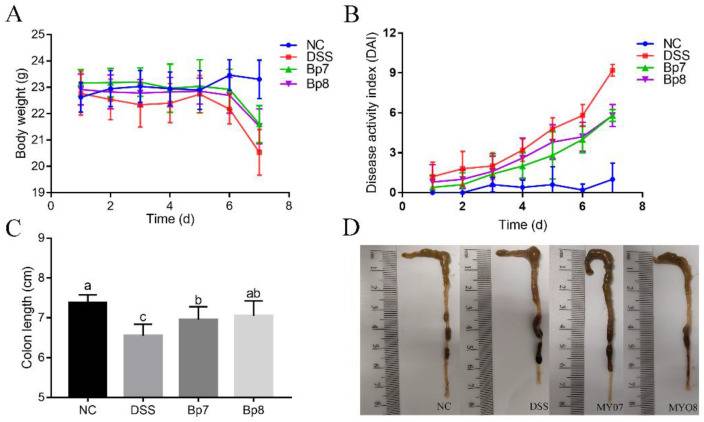 A
NC
DSS
Bp7
Bp8
Body weight (g)
25
24
23
22
21
20
19
0 2 4 6 8
Time (d)
B
NC
DSS
Bp7
Bp8
Disease activity index (DAI)
12
9
6
3
0
0 2 4 6 8
Time (d)
C
Colon length (cm)
9
8
7
6
5
a
c
b
ab
NC DSS Bp7 Bp8
D
NC DSS MY07 MYO8